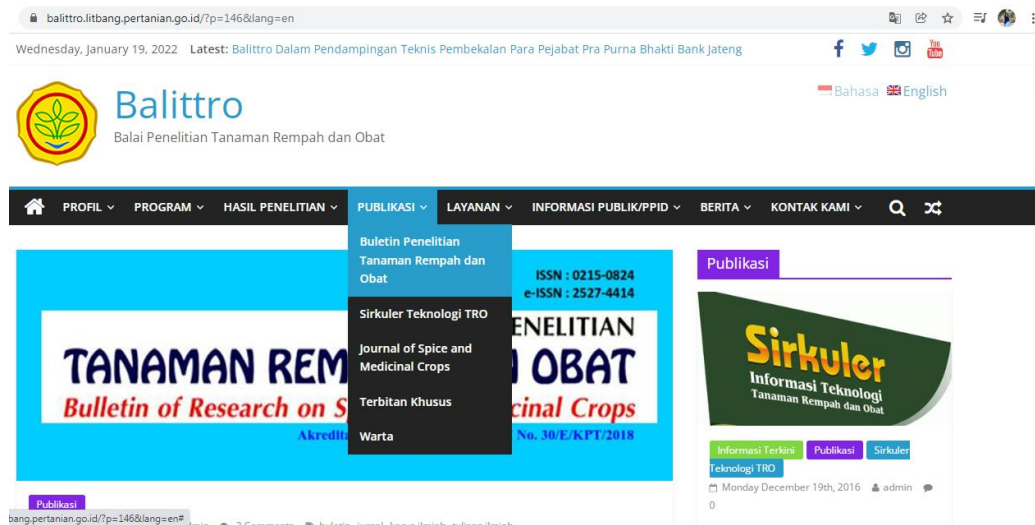 balittro.litbang.pertanian.go.id/?p=146&lang=en
Wednesday, January 19, 2022 Latest: Balittro Dalam Pendampingan Teknis Pembekalan Para Pejabat Pra Purna Bhakti Bank Jateng
You
Tube
Bahasa English
Balittro
Balai Penelitian Tanaman Rempah dan Obat
PROFIL PROGRAM HASIL PENELITIAN PUBLIKASI LAYANAN INFORMASI PUBLIK/PPID BERITA KONTAK KAMI
Buletin Penelitian
Tanaman Rempah dan
Obat
Sirkuler Teknologi TRO
Journal of Spice and
Medicinal Crops
Terbitan Khusus
Warta
ISSN : 0215-0824
e-ISSN : 2527-4414
ENELITIAN
TANAMAN REM OBAT
Bulletin of Research on S cinal Crops
Akredit No. 30/E/KPT/2018
Publikasi
2 Comments buletin, jurnal, karya ilmiah, tulisan ilmiah
bang.pertanian.go.id/?p=146&lang=en#
Publikasi
Sirkuler
Informasi Teknologi
Tanaman Rempah dan Obat
Informasi Terkini Publikasi Sirkuler
Teknologi TRO
Monday December 19th, 2016 admin
0